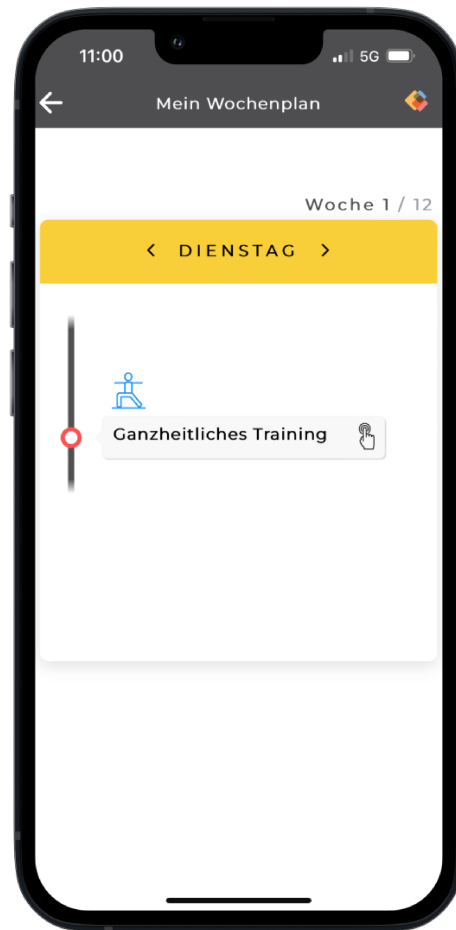 11:00 5G
Mein Wochenplan
Woche 1 / 12
DIENSTAG
Ganzheitliches Training